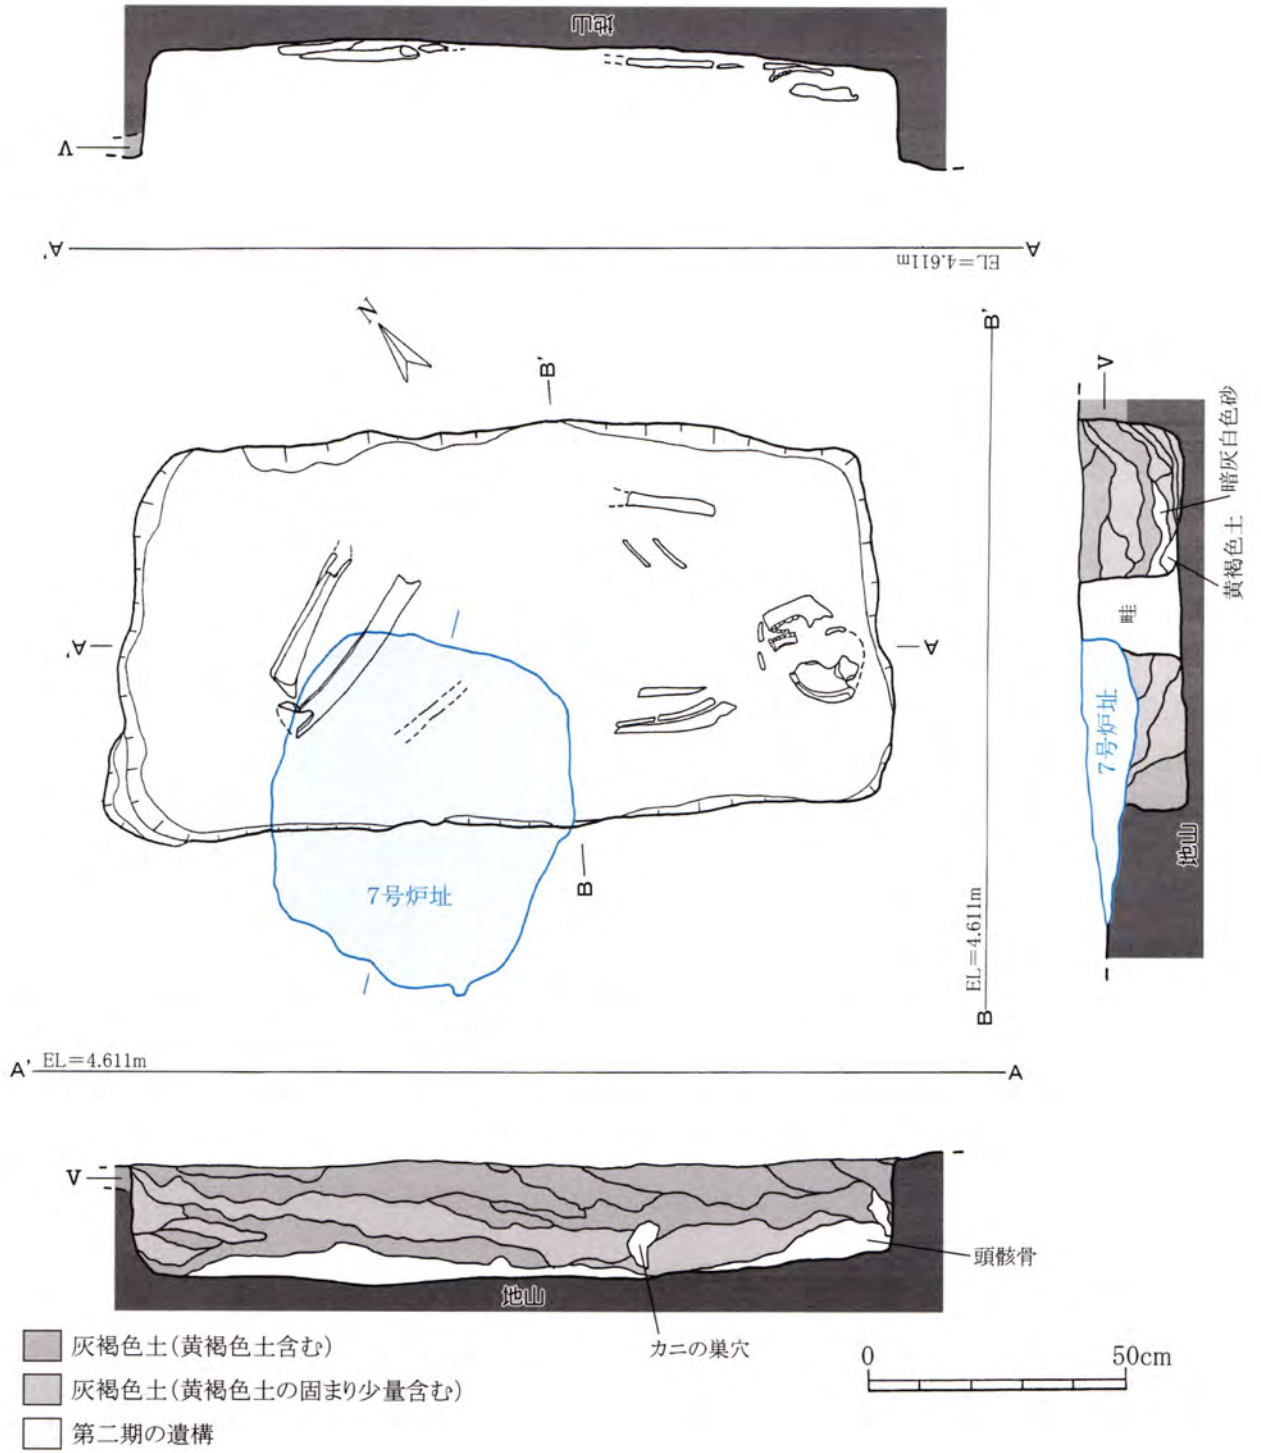 地山
V
A'
A
EL=4.611m
N
B'
B'
V
暗灰白色砂
黄褐色土
畦
A'
A
7号炉址
7号炉址
地山
B
EL=4.611m
B
A'
EL=4.611m
A
V
頭骸骨
地山
カニの巣穴
灰褐色土(黄褐色土含む)
灰褐色土(黄褐色土の固まり少量含む)
第二期の遺構
0
50cm